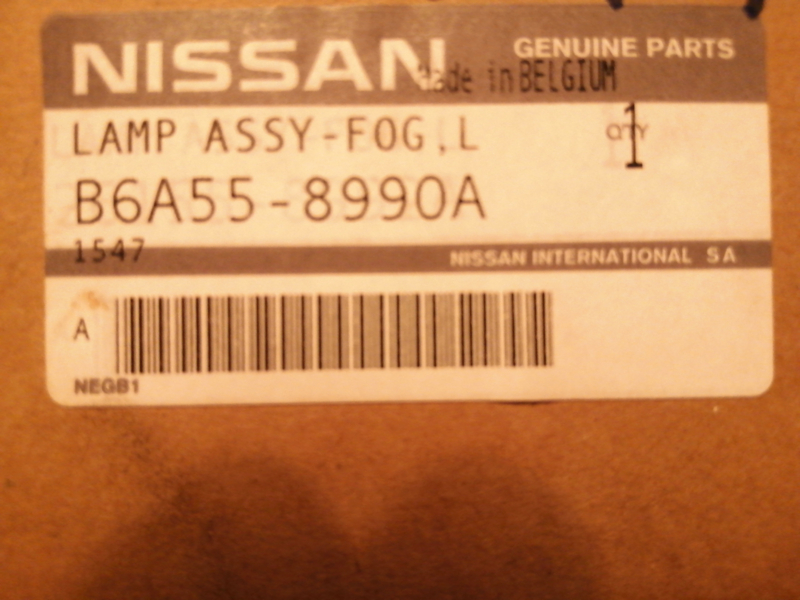 NISSAN GENUINE PARTS
Made in BELGIUM
LAMP ASSY-FOG,L QTY 1
B6A55-8990A
1547
NISSAN INTERNATIONAL SA
A
NEGB1